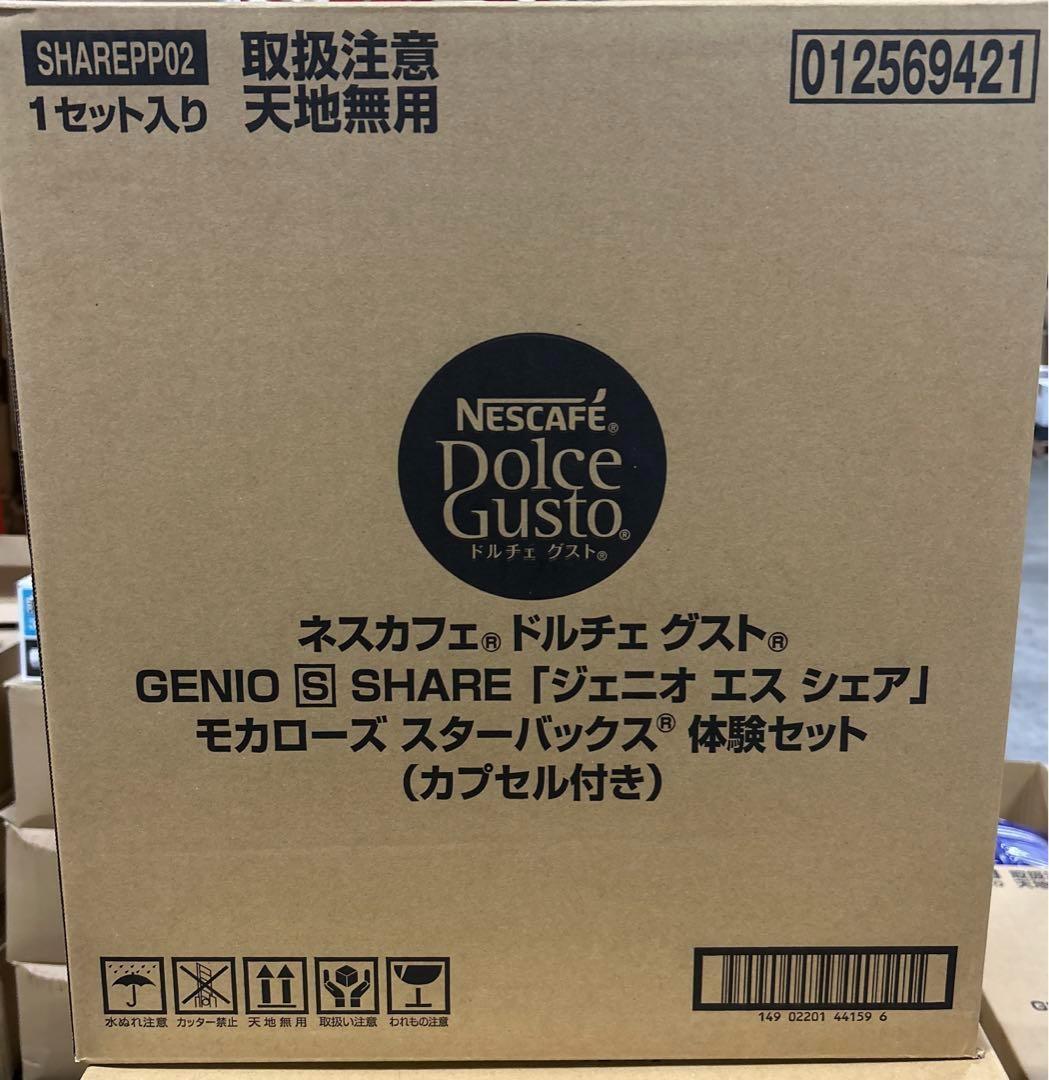 SHAREPP02
1セット入り
取扱注意
天地無用
012569421
NESCAFÉ®
Dolce
Gusto®
ドルチェ グスト®
ネスカフェ® ドルチェ グスト®
GENIO S SHARE「ジェニオ エス シェア」
モカローズ スターバックス® 体験セット
（カプセル付き）
水ぬれ注意 カッター禁止 天地無用 取扱い注意 われもの注意
149 02201 44159 6